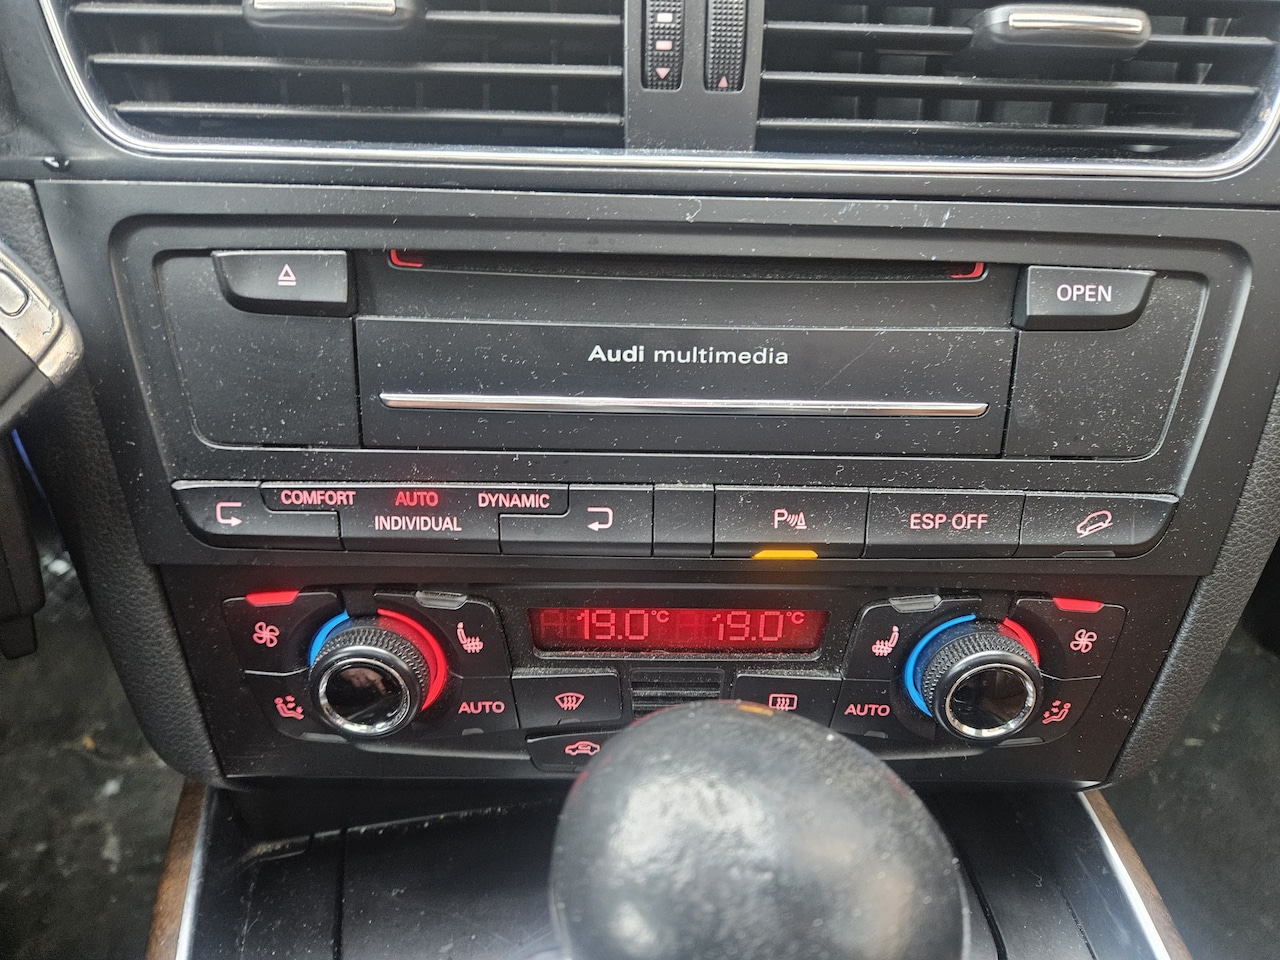 OPEN
Audi multimedia
COMFORT AUTO DYNAMIC
INDIVIDUAL
P
ESP OFF
19.0°C 19.0°C
AUTO
AUTO